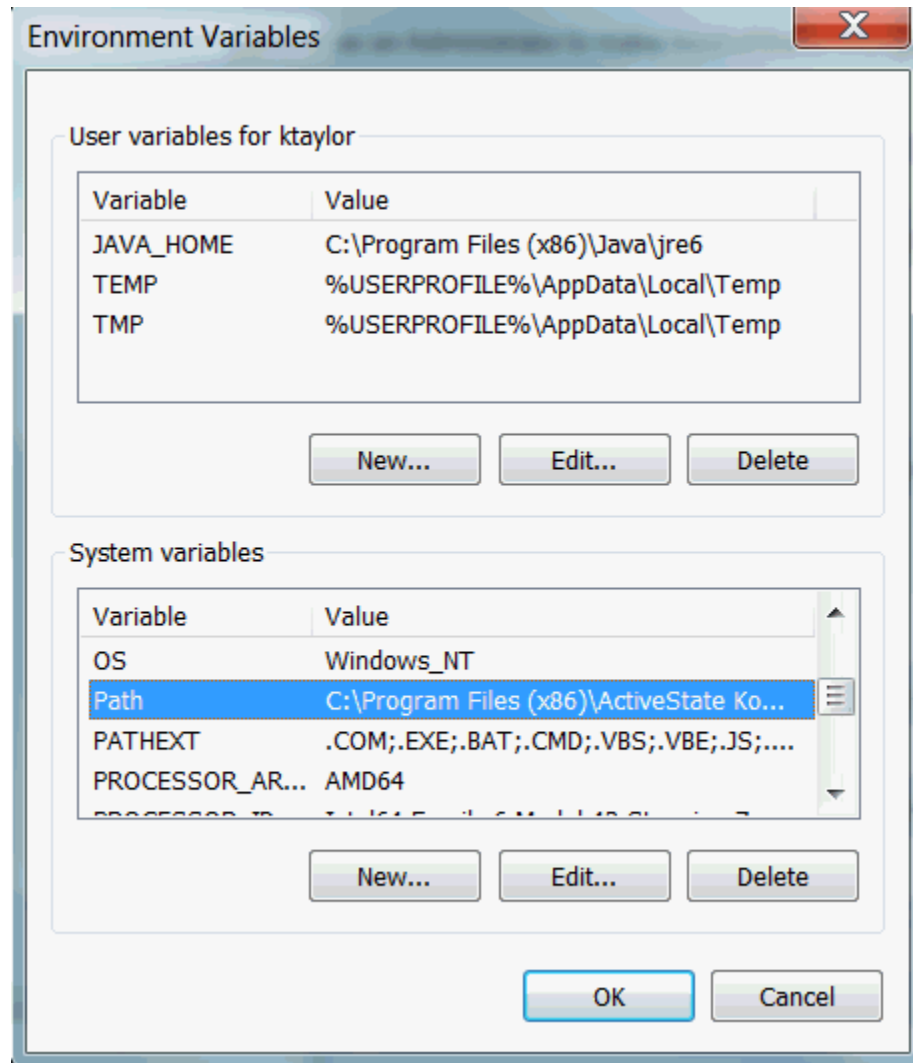 Environment Variables
User variables for ktaylor
Variable Value
JAVA_HOME C:\Program Files (x86)\Java\jre6
TEMP %USERPROFILE%\AppData\Local\Temp
TMP %USERPROFILE%\AppData\Local\Temp
New... Edit... Delete
System variables
Variable Value
OS Windows_NT
Path C:\Program Files (x86)\ActiveState Ko...
PATHEXT .COM;.EXE;.BAT;.CMD;.VBS;.VBE;.JS;....
PROCESSOR_AR... AMD64
New... Edit... Delete
OK Cancel